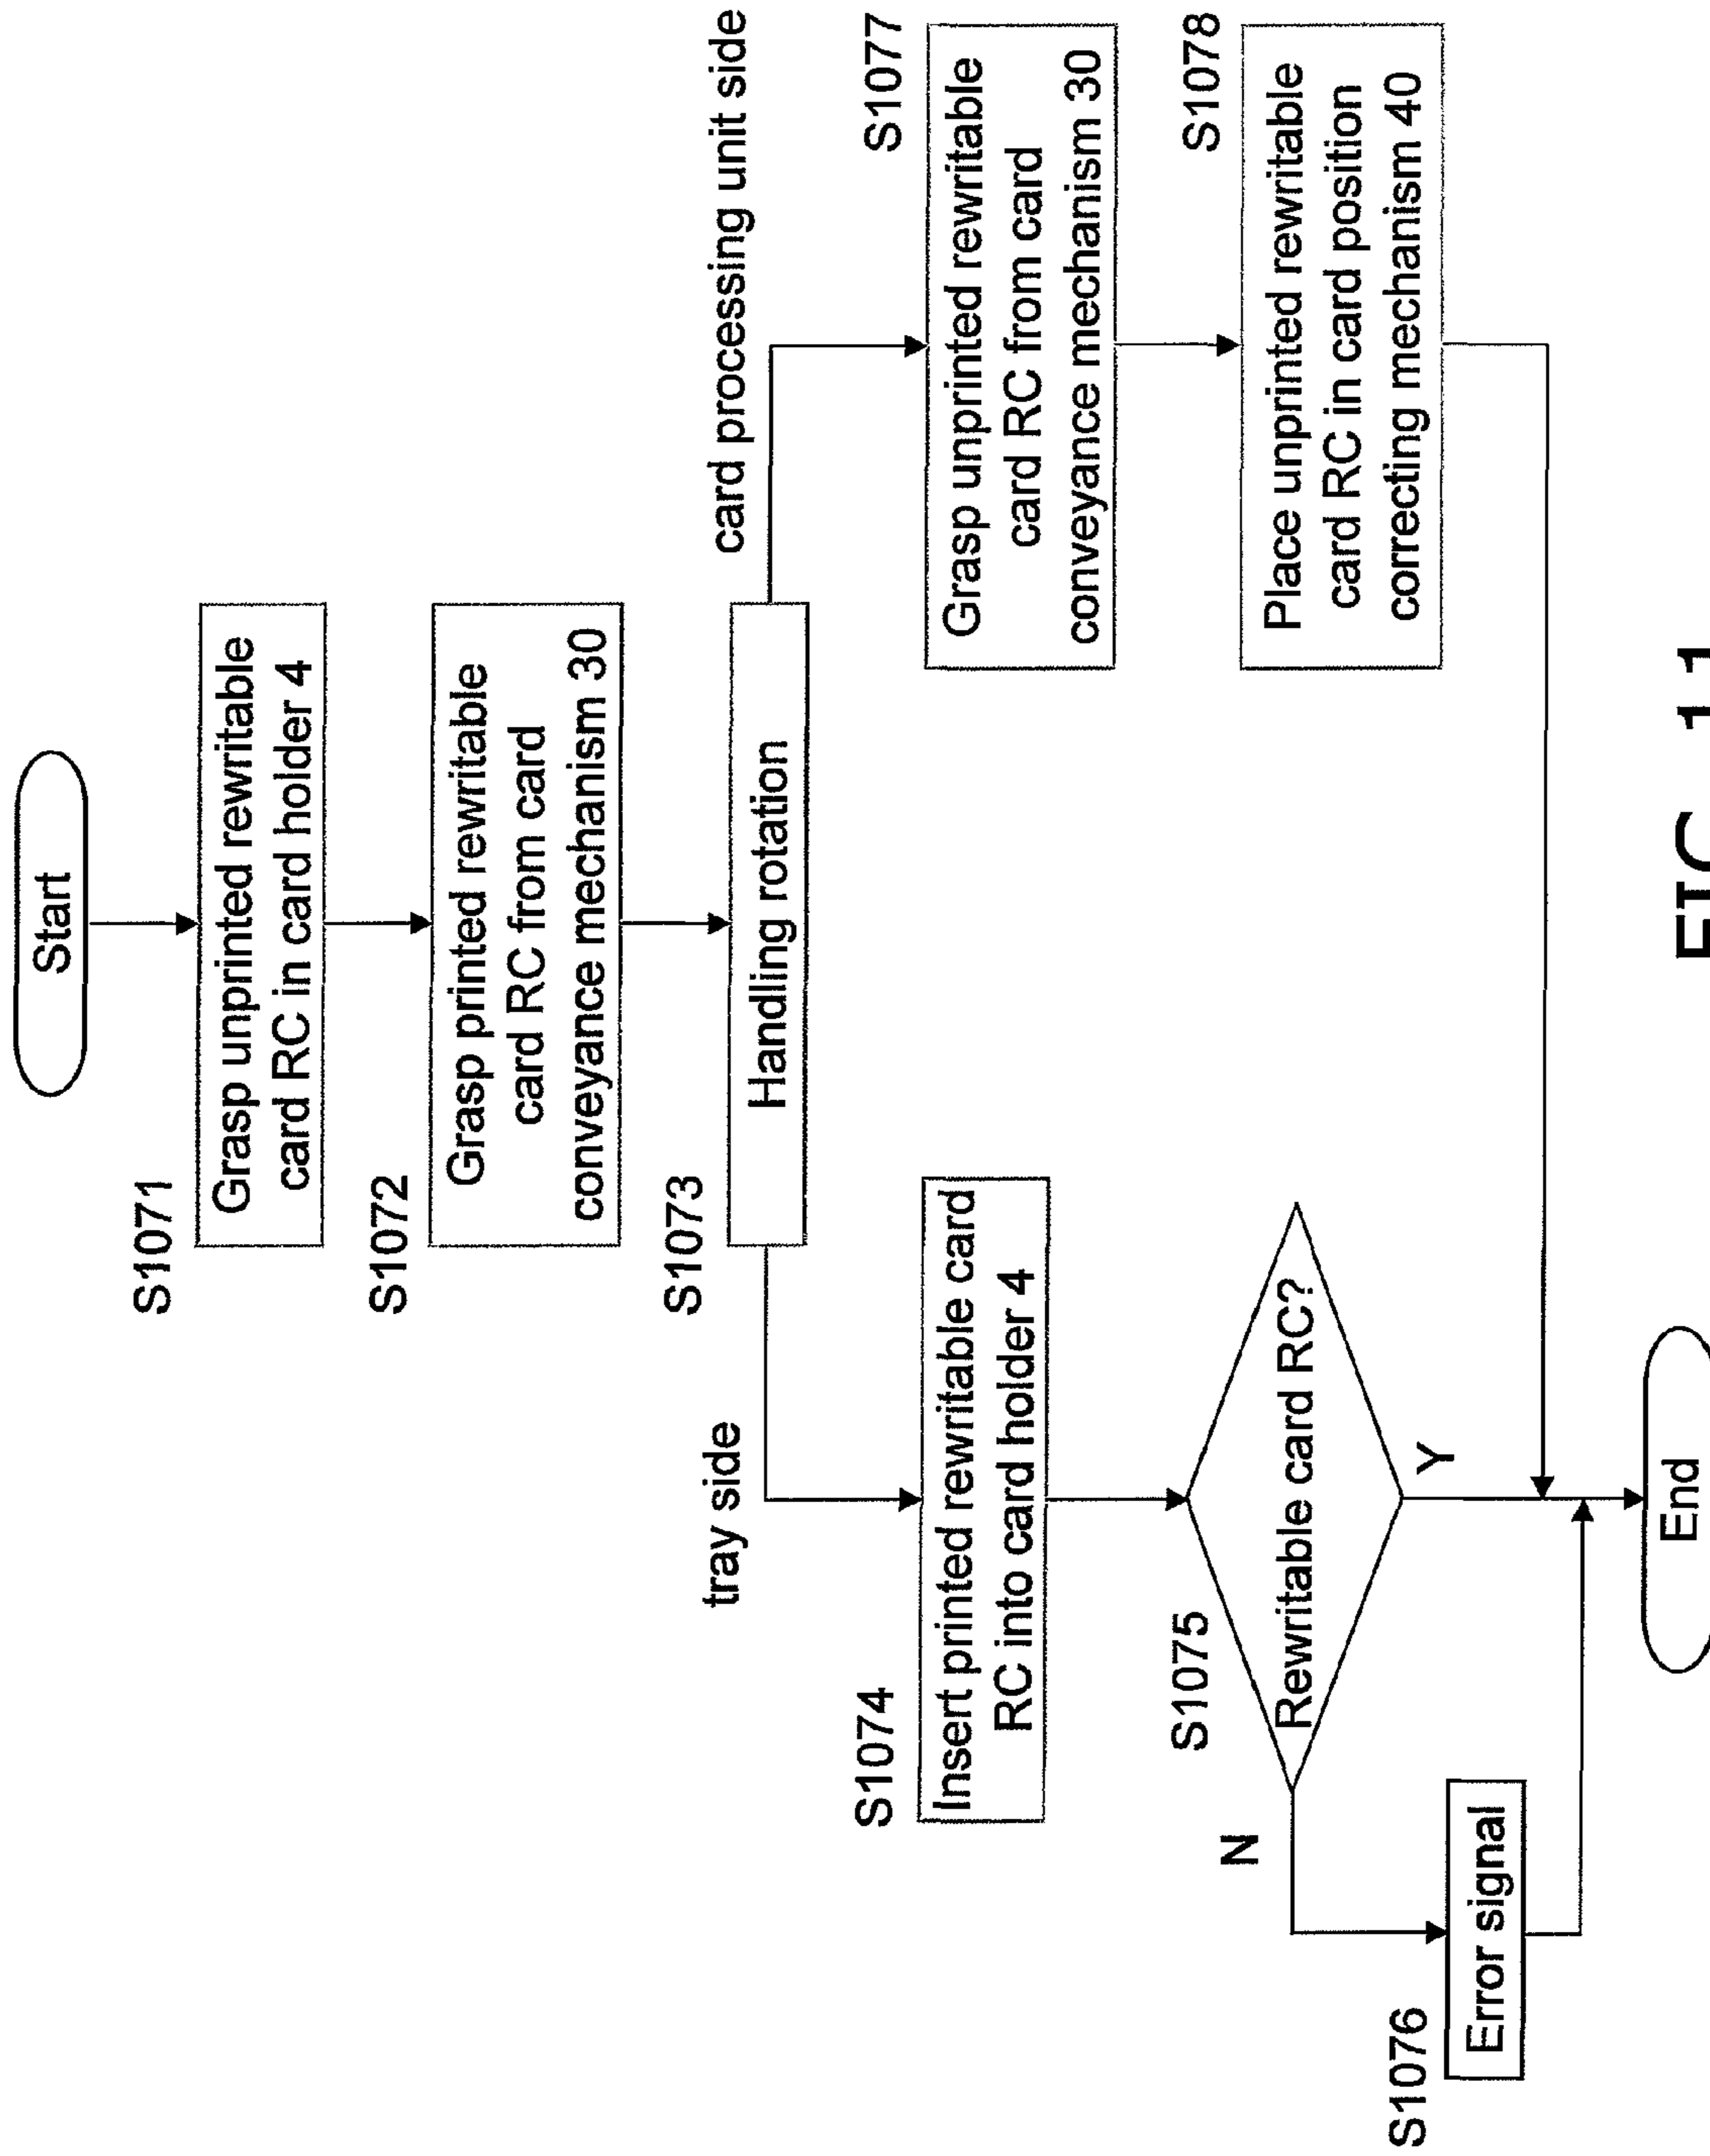 Start
S1071
Grasp unprinted rewritable
card RC in card holder 4
S1072
Grasp printed rewritable
card RC from card
conveyance mechanism 30
S1073
Handling rotation
tray side
card processing unit side
S1074
Insert printed rewritable card
RC into card holder 4
S1075
Rewritable card RC?
N
Y
S1076
Error signal
S1077
Grasp unprinted rewritable
card RC from card
conveyance mechanism 30
S1078
Place unprinted rewritable
card RC in card position
correcting mechanism 40
End
FIG. 11